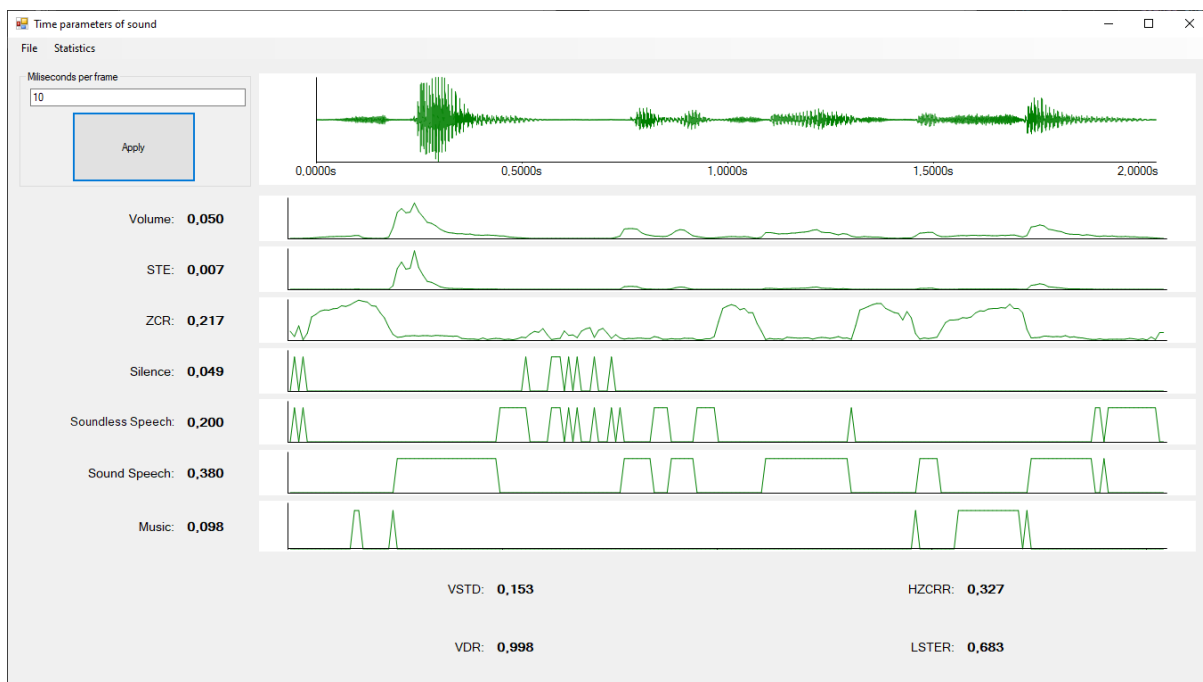 Time parameters of sound
File Statistics
Miliseconds per frame
10
Apply
0,0000s 0,5000s 1,0000s 1,5000s 2,0000s
Volume: 0,050
STE: 0,007
ZCR: 0,217
Silence: 0,049
Soundless Speech: 0,200
Sound Speech: 0,380
Music: 0,098
VSTD: 0,153 HZCRR: 0,327
VDR: 0,998 LSTER: 0,683